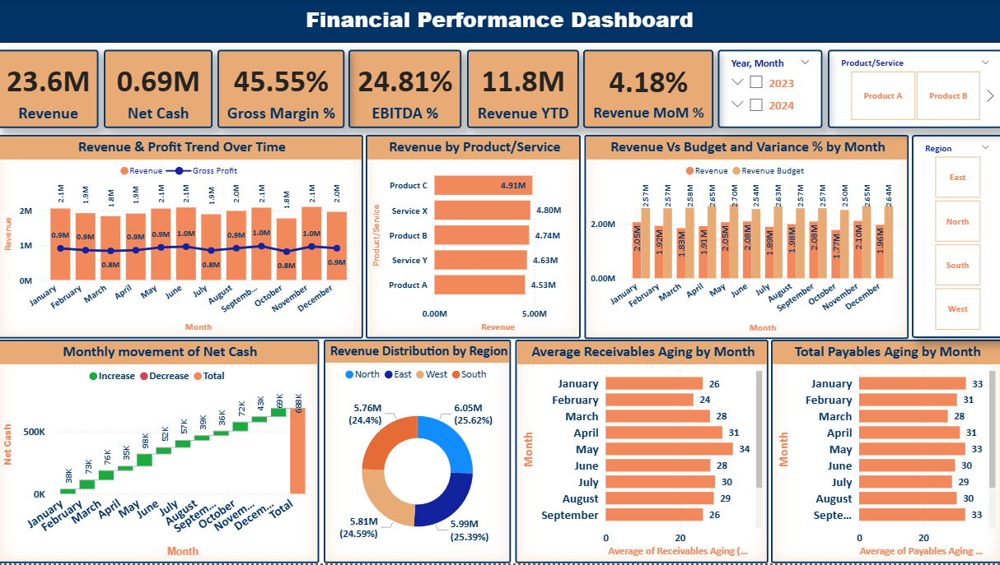 Financial Performance Dashboard
23.6M
Revenue
0.69M
Net Cash
45.55%
Gross Margin %
24.81%
EBITDA %
11.8M
Revenue YTD
4.18%
Revenue MoM %
Year, Month
2023
2024
Product/Service
Product A
Product B
Revenue & Profit Trend Over Time
Revenue
Gross Profit
Revenue
2M
1M
0M
2.1M
1.9M
1.8M
1.9M
2.1M
2.1M
1.9M
2.0M
2.1M
1.8M
2.1M
2.0M
0.9M
0.9M
0.8M
0.9M
0.9M
1.0M
0.8M
0.9M
1.0M
0.8M
1.0M
0.9M
January
February
March
April
May
June
July
August
Septemb...
October
November
December
Month
Revenue by Product/Service
Product/Service
Product C
4.91M
Service X
4.80M
Product B
4.74M
Service Y
4.63M
Product A
4.53M
0.00M
5.00M
Revenue
Revenue Vs Budget and Variance % by Month
Revenue
Revenue Budget
2.00M
0.00M
2.05M
2.57M
1.92M
2.57M
1.83M
2.58M
1.91M
2.65M
2.05M
2.70M
2.08M
2.54M
1.89M
2.63M
1.98M
2.57M
2.08M
2.57M
1.77M
2.50M
2.10M
2.65M
1.96M
2.64M
January
February
March
April
May
June
July
August
September
October
November
December
Month
Region
East
North
South
West
Monthly movement of Net Cash
Increase
Decrease
Total
Net Cash
500K
0K
38K
73K
76K
35K
98K
52K
57K
39K
36K
72K
43K
69K
688K
January
February
March
April
May
June
July
August
Septem...
October
Novem...
Decem...
Total
Month
Revenue Distribution by Region
North
East
West
South
5.76M
(24.4%)
6.05M
(25.62%)
5.81M
(24.59%)
5.99M
(25.39%)
Average Receivables Aging by Month
Month
January
26
February
24
March
28
April
31
May
34
June
28
July
30
August
29
September
26
0
20
Average of Receivables Aging (...
Total Payables Aging by Month
Month
January
33
February
31
March
28
April
31
May
33
June
30
July
29
August
30
Septe...
33
0
20
Average of Payables Aging ...